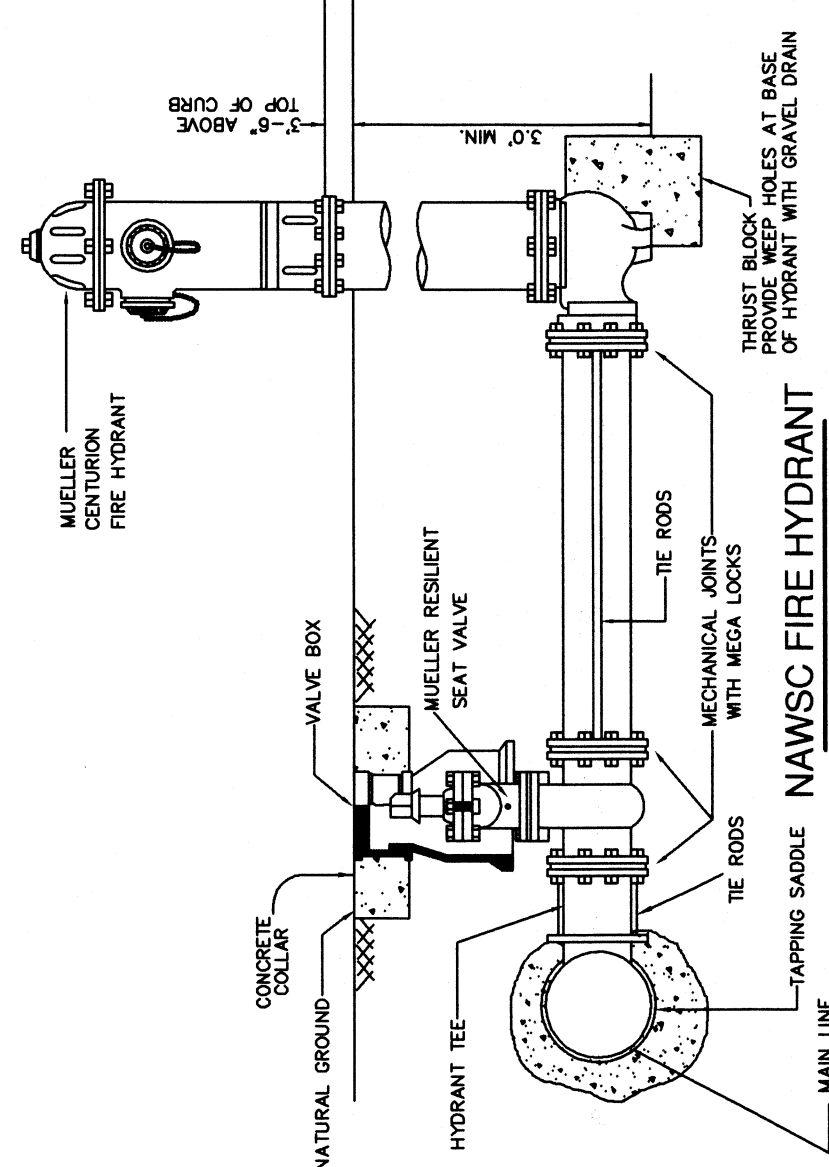 MUELLER
CENTURION
FIRE HYDRANT
3'-6" ABOVE
TOP OF CURB
3.0' MIN.
THRUST BLOCK
PROVIDE WEEP HOLES AT BASE
OF HYDRANT WITH GRAVEL DRAIN
VALVE BOX
MUELLER RESILIENT
SEAT VALVE
TIE RODS
MECHANICAL JOINTS
WITH MEGA LOCKS
CONCRETE
COLLAR
NATURAL GROUND
HYDRANT TEE
TIE RODS
TAPPING SADDLE
MAIN LINE
NAWSC FIRE HYDRANT